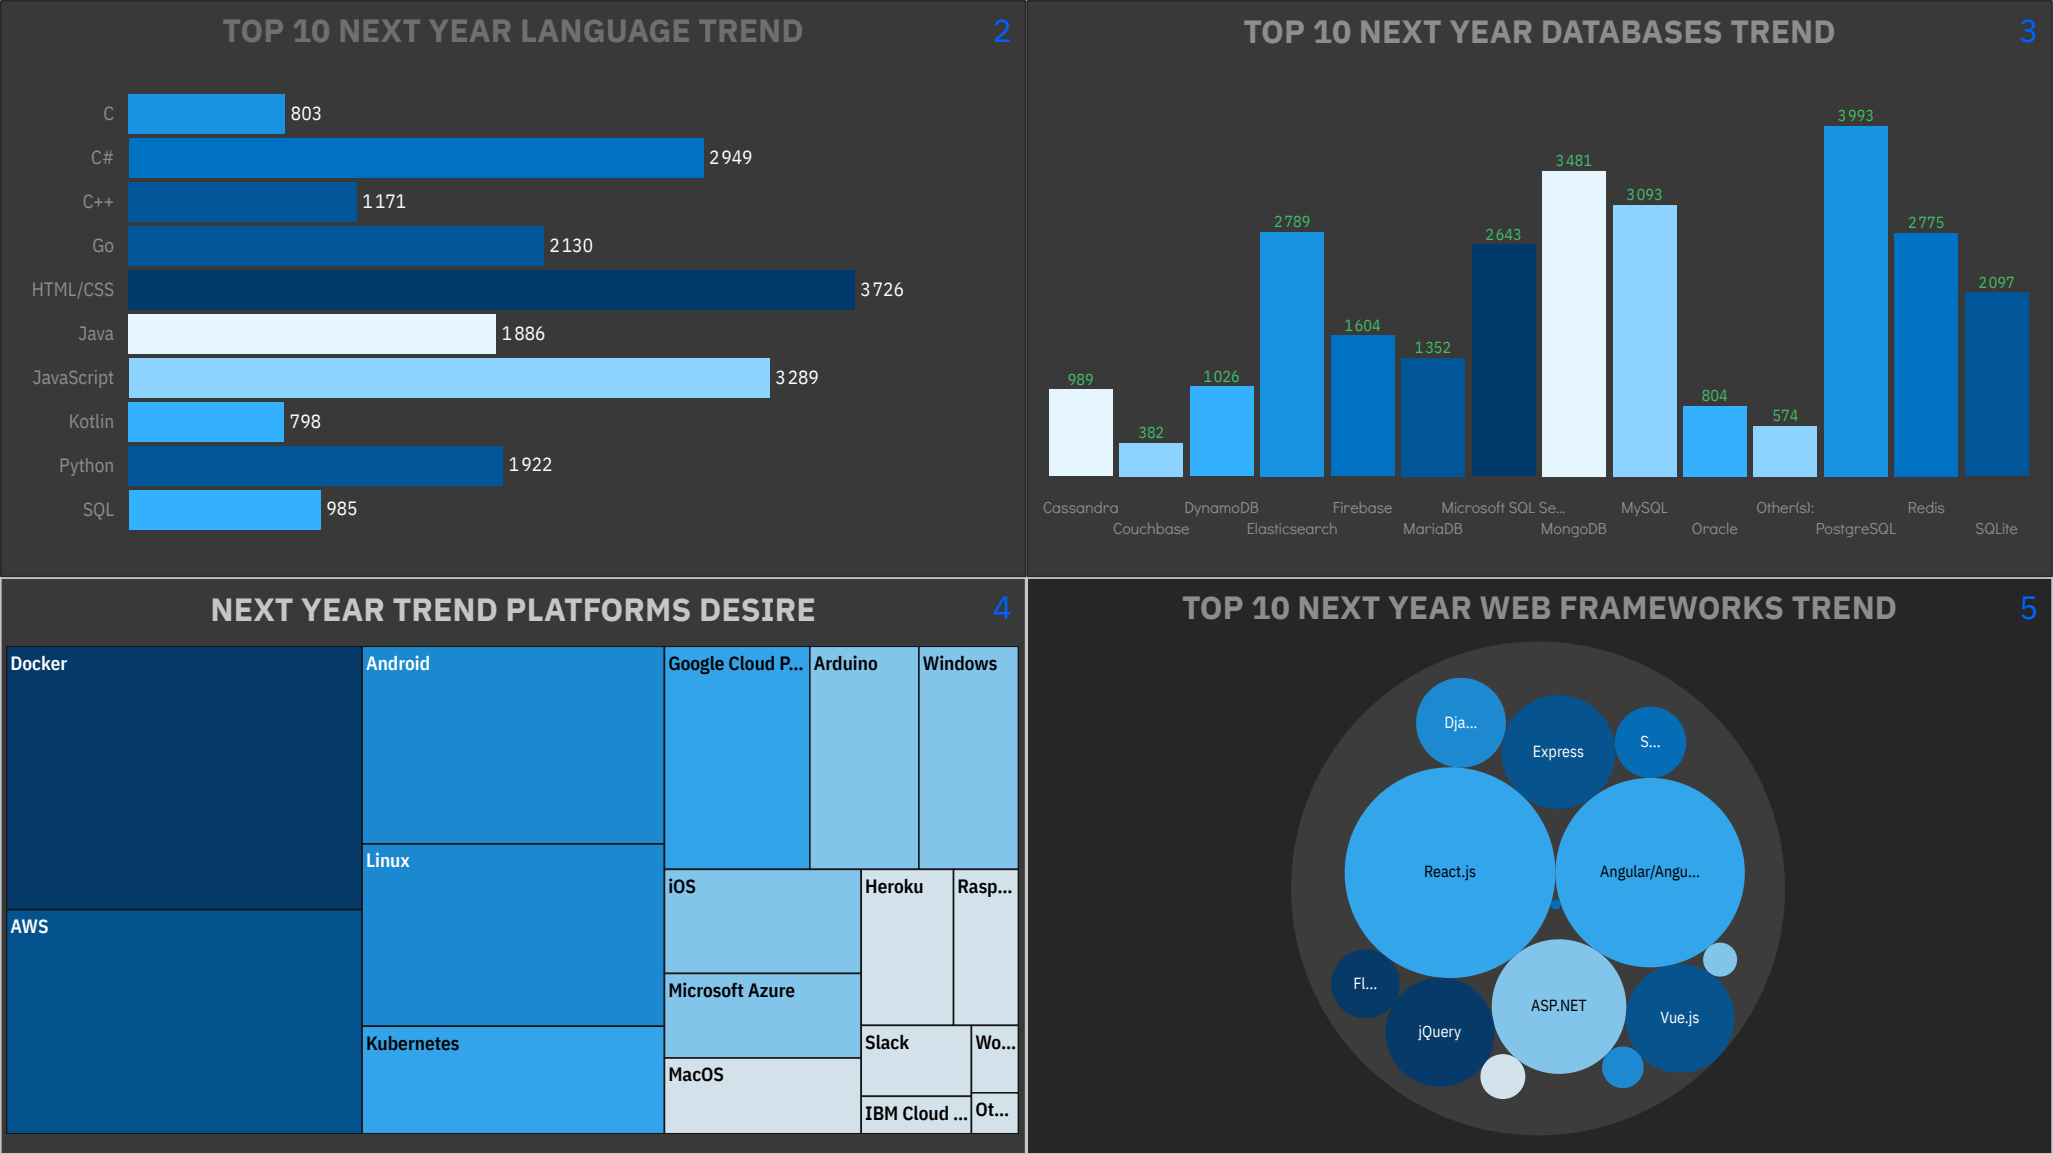 TOP 10 NEXT YEAR LANGUAGE TREND
2
C
803
C#
2949
C++
1171
Go
2130
HTML/CSS
3726
Java
1886
JavaScript
3289
Kotlin
798
Python
1922
SQL
985
TOP 10 NEXT YEAR DATABASES TREND
3
989
382
1026
2789
1604
1352
2643
3481
3093
804
574
3993
2775
2097
Cassandra
Couchbase
DynamoDB
Elasticsearch
Firebase
MariaDB
Microsoft SQL Se...
MongoDB
MySQL
Oracle
Other(s):
PostgreSQL
Redis
SQLite
NEXT YEAR TREND PLATFORMS DESIRE
4
Docker
AWS
Android
Linux
Kubernetes
Google Cloud P...
Arduino
Windows
iOS
Microsoft Azure
MacOS
Heroku
Rasp...
Slack
Wo...
IBM Cloud ...
Ot...
TOP 10 NEXT YEAR WEB FRAMEWORKS TREND
5
Dja...
Express
S...
React.js
Angular/Angu...
Fl...
jQuery
ASP.NET
Vue.js